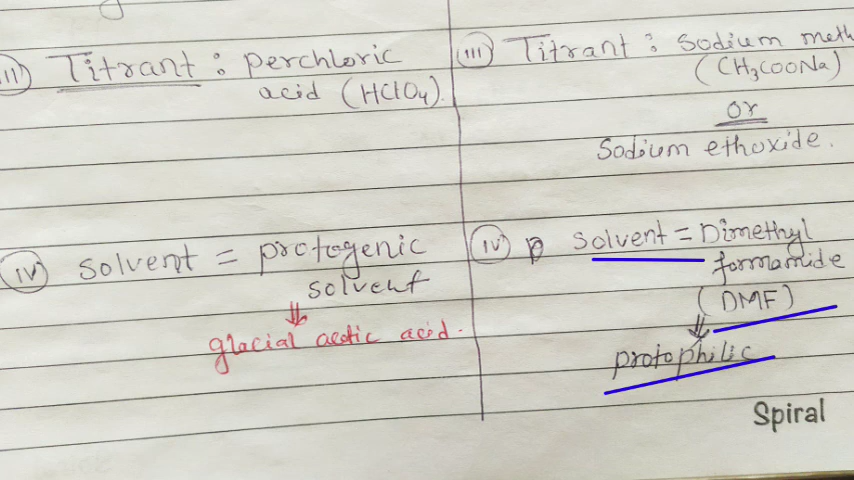 iii) Titrant : perchloric
acid (HClO4).
iv) solvent = protogenic
solvent
⇓
glacial acetic acid.
(iii) Titrant : Sodium meth
(CH3COONa)
or
Sodium ethoxide.
(iv) p solvent = Dimethyl
formamide
(DMF)
⇓
protophilic
Spiral